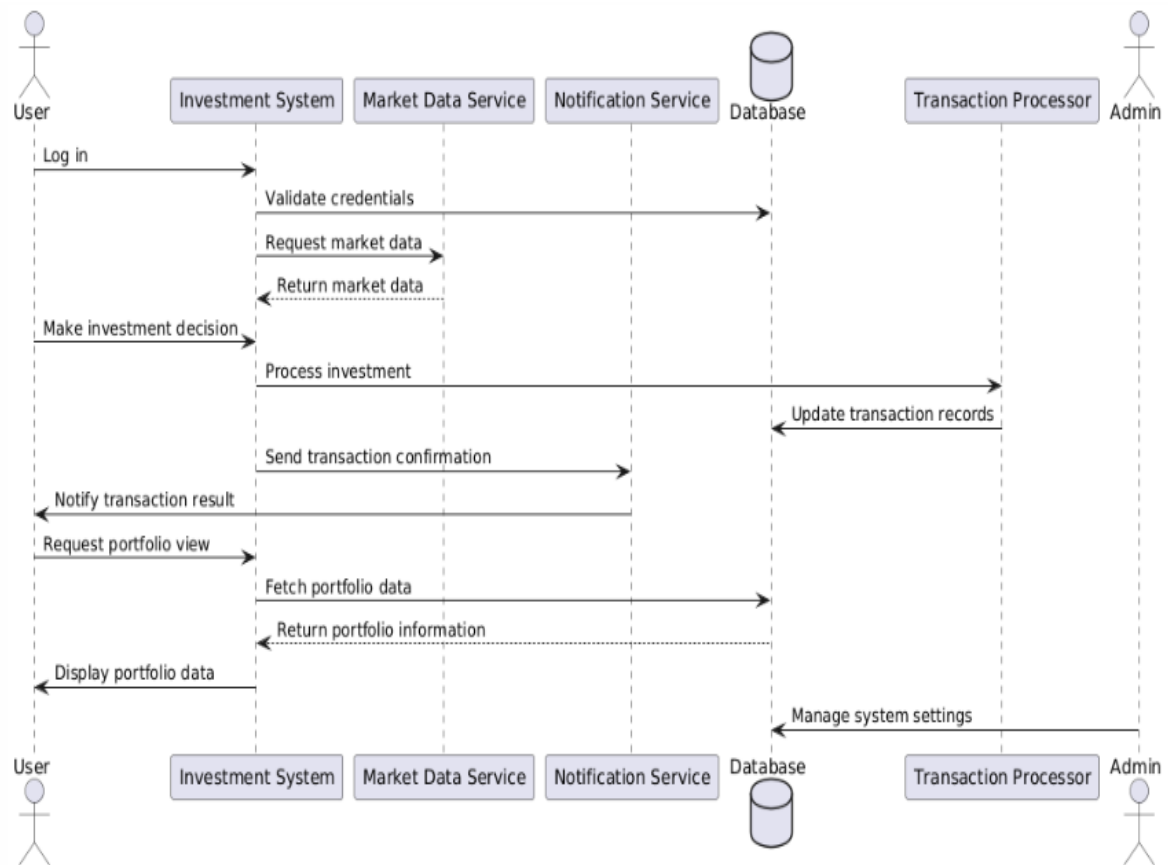 User
Investment System
Market Data Service
Notification Service
Database
Transaction Processor
Admin
Log in
Validate credentials
Request market data
Return market data
Make investment decision
Process investment
Update transaction records
Send transaction confirmation
Notify transaction result
Request portfolio view
Fetch portfolio data
Return portfolio information
Display portfolio data
Manage system settings
User
Investment System
Market Data Service
Notification Service
Database
Transaction Processor
Admin